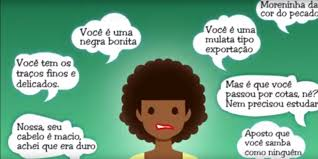 Moreninha da
cor do pecado
Você é uma
negra bonita
Você é uma
mulata tipo
exportação
Você tem os
traços finos e
delicados.
Mas é que você
passou por cotas, né?
Nem precisou estudar
Nossa, seu
cabelo é macio,
achei que era duro
Aposto que
você samba
como ninguém